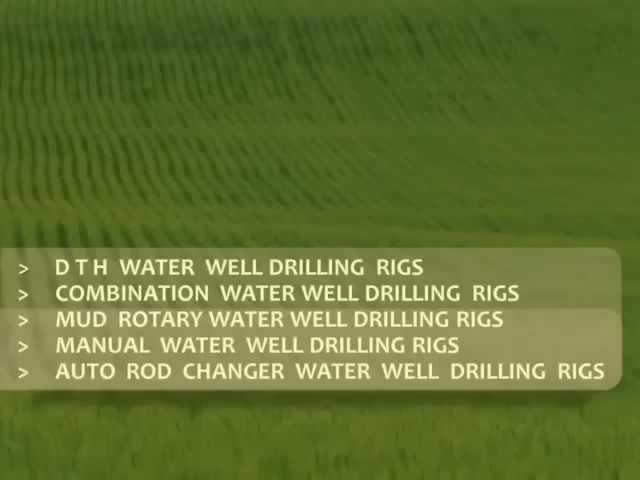 > D T H WATER WELL DRILLING RIGS
> COMBINATION WATER WELL DRILLING RIGS
> MUD ROTARY WATER WELL DRILLING RIGS
> MANUAL WATER WELL DRILLING RIGS
> AUTO ROD CHANGER WATER WELL DRILLING RIGS